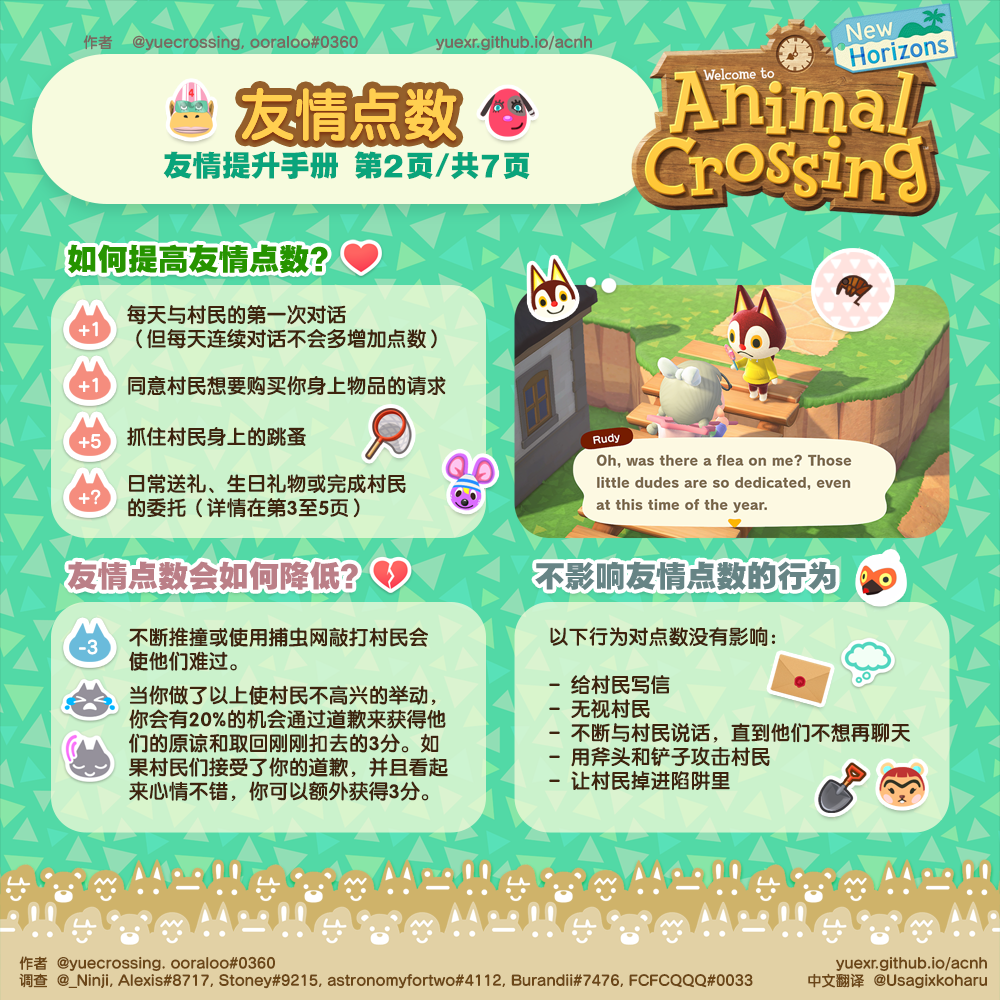 作者 @yuecrossing, ooraloo#0360 yuexr.github.io/acnh
New
Horizons
Welcome to
Animal
Crossing
友情点数
友情提升手册 第2页/共7页
如何提高友情点数?
+1
每天与村民的第一次对话
(但每天连续对话不会多增加点数)
+1
同意村民想要购买你身上物品的请求
+5
抓住村民身上的跳蚤
+?
日常送礼、生日礼物或完成村民
的委托(详情在第3至5页)
Rudy
Oh, was there a flea on me? Those
little dudes are so dedicated, even
at this time of the year.
友情点数会如何降低?
-3
不断推撞或使用捕虫网敲打村民会
使他们难过。
当你做了以上使村民不高兴的举动,
你会有20%的机会通过道歉来获得他
们的原谅和取回刚刚扣去的3分。如
果村民们接受了你的道歉,并且看起
来心情不错,你可以额外获得3分。
不影响友情点数的行为
以下行为对点数没有影响:
– 给村民写信
– 无视村民
– 不断与村民说话,直到他们不想再聊天
– 用斧头和铲子攻击村民
– 让村民掉进陷阱里
作者 @yuecrossing. ooraloo#0360
调查 @_Ninji, Alexis#8717, Stoney#9215, astronomyfortwo#4112, Burandii#7476, FCFCQQQ#0033
yuexr.github.io/acnh
中文翻译 @Usagixkoharu